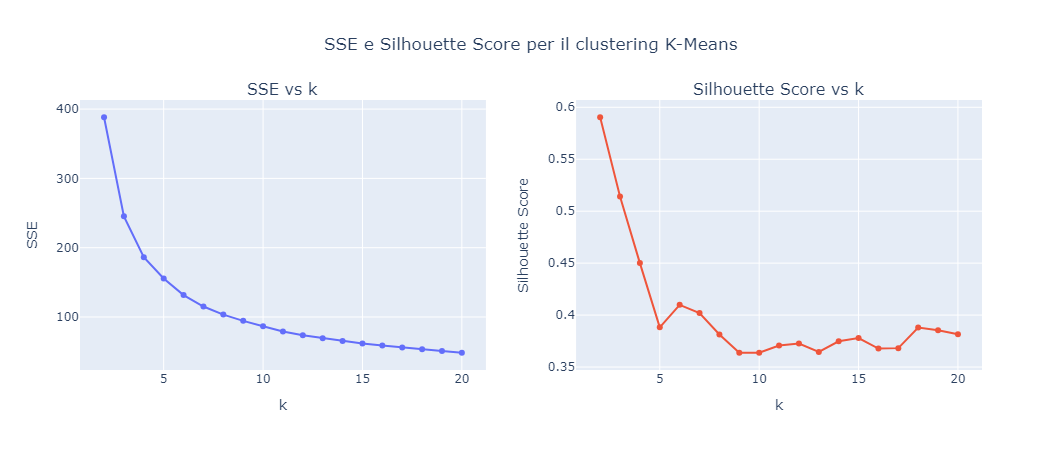 SSE e Silhouette Score per il clustering K-Means
SSE vs k
Silhouette Score vs k
400
300
200
100
SSE
5
10
15
20
k
0.6
0.55
0.5
0.45
0.4
0.35
Silhouette Score
5
10
15
20
k